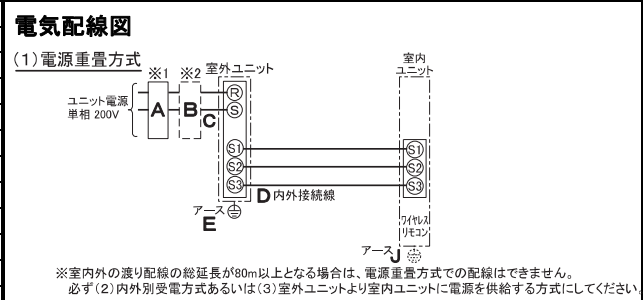 電気配線図
(1)電源重畳方式
※1 ※2 室外ユニット
室内
ユニット
ユニット電源
単相 200V
A
B
C
R
S
S1
S2
S3
S1
S2
S3
D 内外接続線
アース
E
ワイヤレス
リモコン
アース J
※室内外の渡り配線の総延長が80m以上となる場合は、電源重畳方式での配線はできません。
必ず(2)内外別受電方式あるいは(3)室外ユニットより室内ユニットに電源を供給する方式にしてください